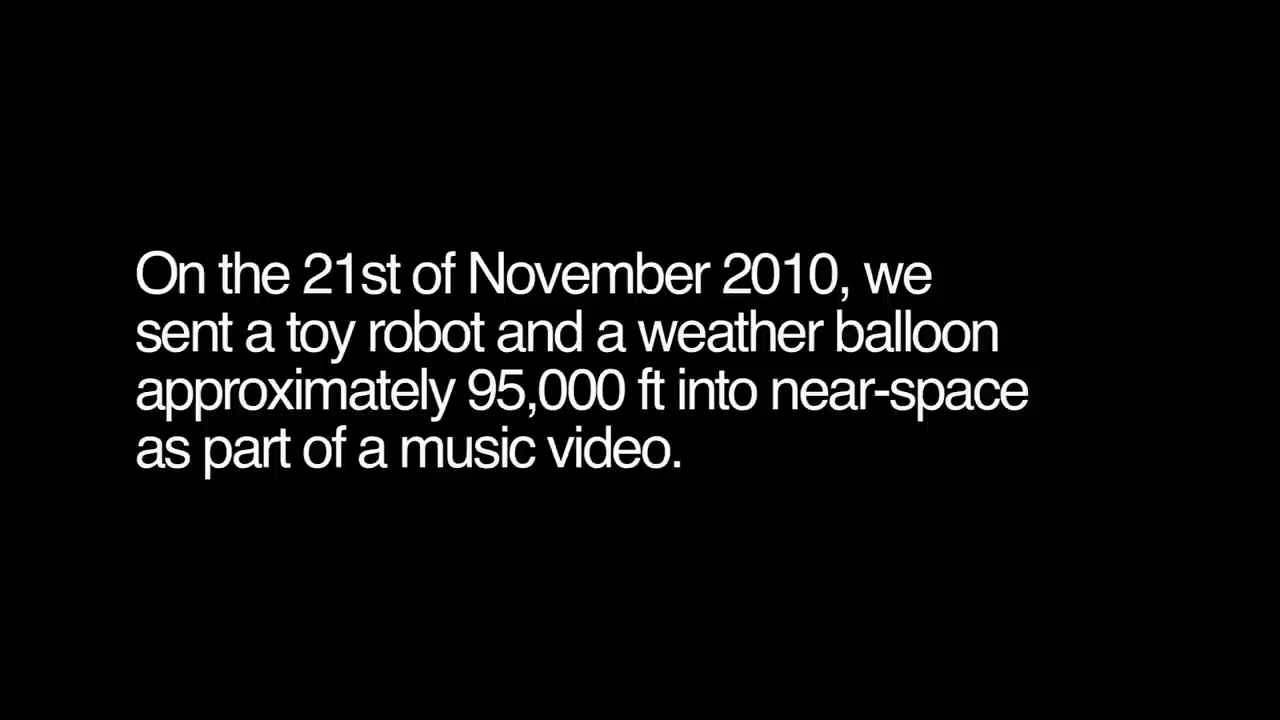 On the 21st of November 2010, we
sent a toy robot and a weather balloon
approximately 95,000 ft into near-space
as part of a music video.